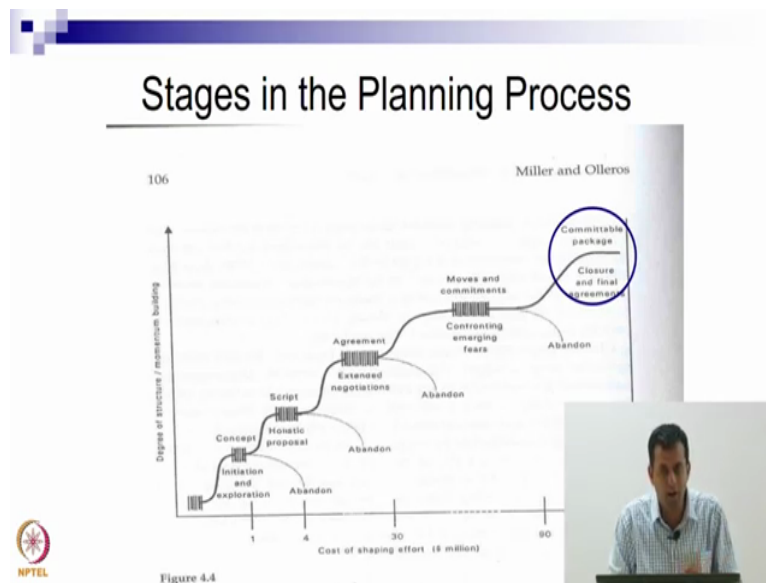 Stages in the Planning Process
106
Miller and Olleros
Degree of structure / momentum building
Committable
package
Closure
and final
agreements
Moves and
commitments
Confronting
emerging
fears
Abandon
Agreement
Extended
negotiations
Abandon
Script
Holistic
proposal
Abandon
Concept
Initiation
and
exploration
Abandon
1
4
30
90
Cost of shaping effort ($ million)
Figure 4.4
NPTEL